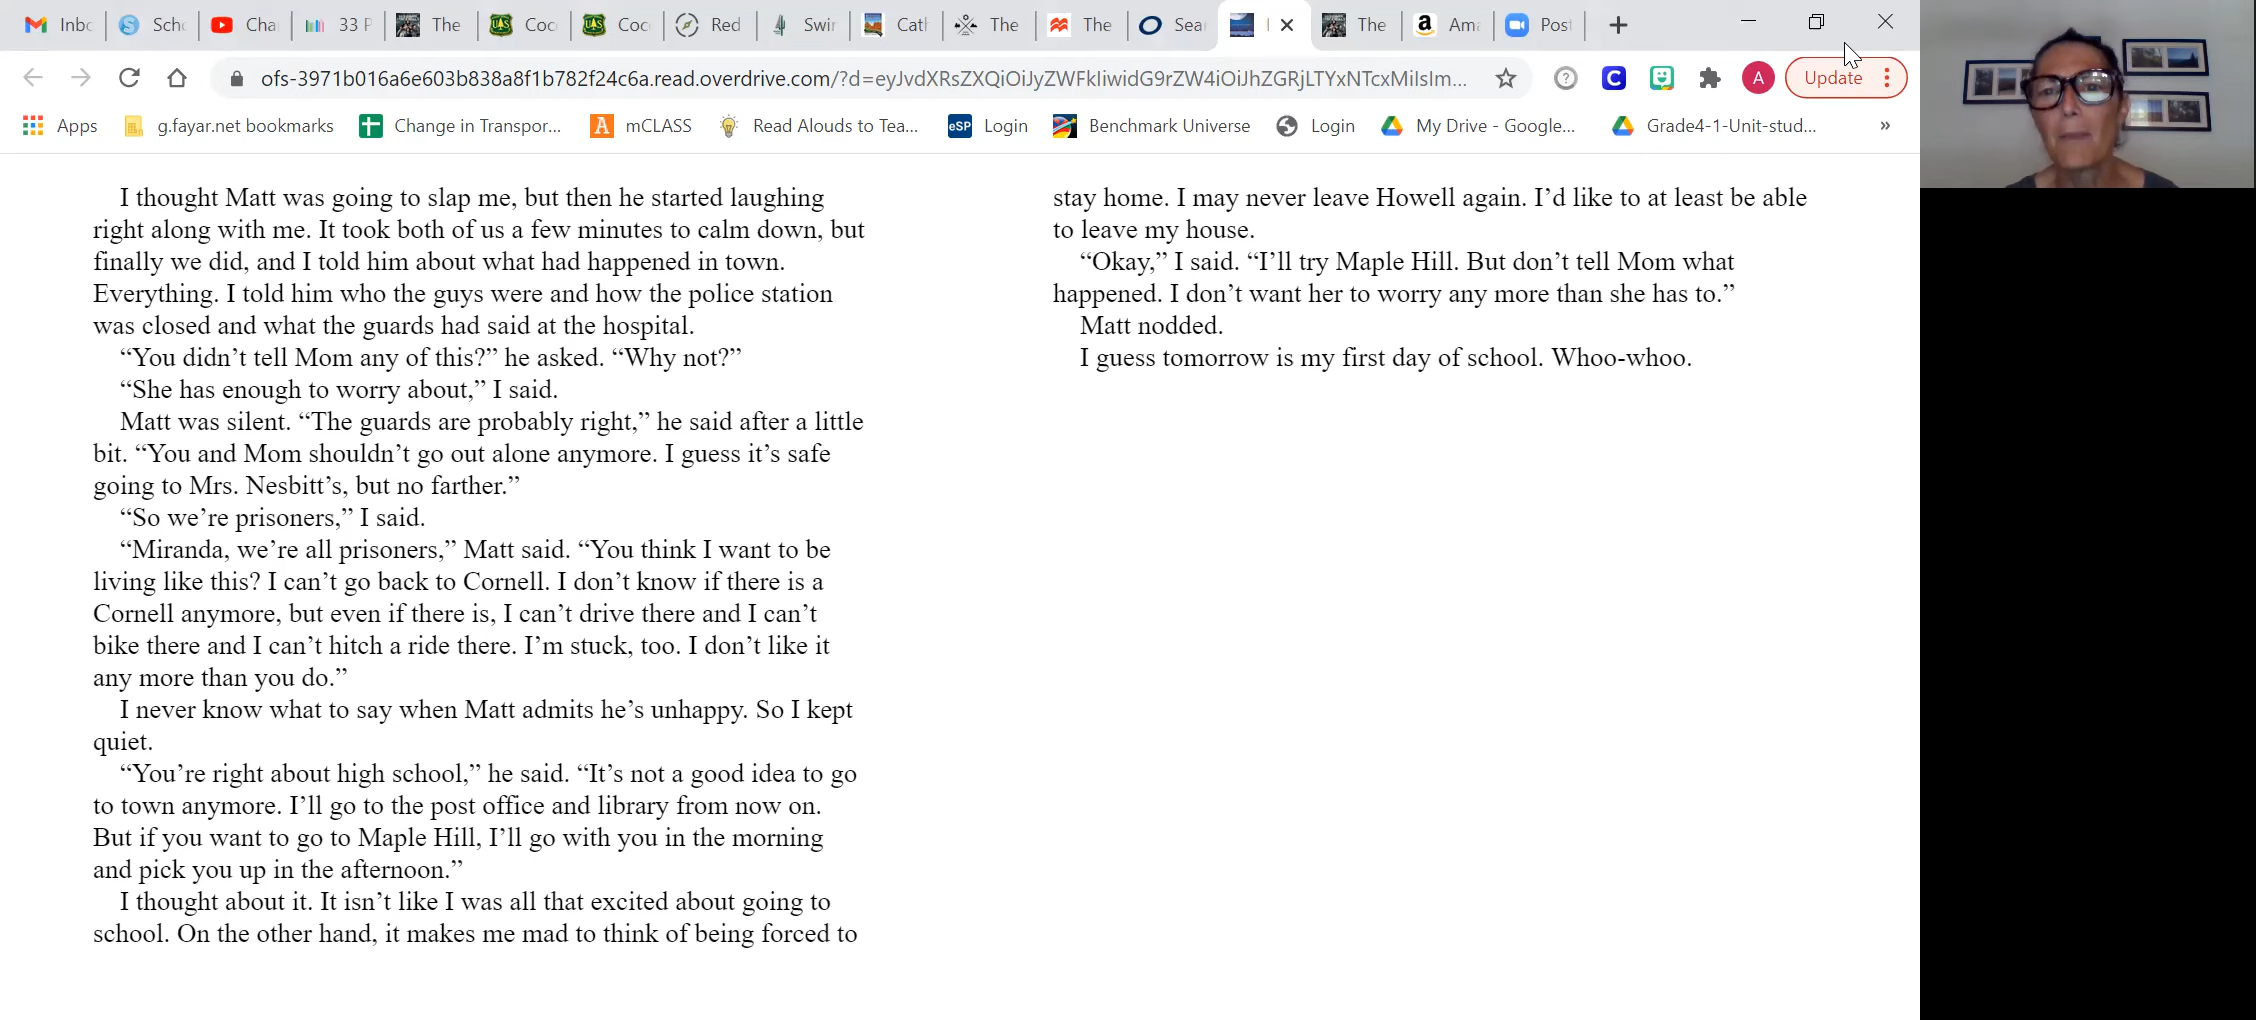 Inbc
Scho
Cha
33 P
The
Coc
Coc
Red
Swir
Cath
The
The
Sea
The
Ama
Post
ofs-3971b016a6e603b838a8f1b782f24c6a.read.overdrive.com/?d=eyJvdXRsZXQiOiJyZWFkIiwidG9rZW4iOiJhZGRjLTYxNTcxMiIsIm...
A
Update
Apps
g.fayar.net bookmarks
Change in Transpor...
mCLASS
Read Alouds to Tea...
eSP
Login
Benchmark Universe
Login
My Drive - Google...
Grade4-1-Unit-stud...
»
I thought Matt was going to slap me, but then he started laughing
right along with me. It took both of us a few minutes to calm down, but
finally we did, and I told him about what had happened in town.
Everything. I told him who the guys were and how the police station
was closed and what the guards had said at the hospital.
“You didn’t tell Mom any of this?” he asked. “Why not?”
“She has enough to worry about,” I said.
Matt was silent. “The guards are probably right,” he said after a little
bit. “You and Mom shouldn’t go out alone anymore. I guess it’s safe
going to Mrs. Nesbitt’s, but no farther.”
“So we’re prisoners,” I said.
“Miranda, we’re all prisoners,” Matt said. “You think I want to be
living like this? I can’t go back to Cornell. I don’t know if there is a
Cornell anymore, but even if there is, I can’t drive there and I can’t
bike there and I can’t hitch a ride there. I’m stuck, too. I don’t like it
any more than you do.”
I never know what to say when Matt admits he’s unhappy. So I kept
quiet.
“You’re right about high school,” he said. “It’s not a good idea to go
to town anymore. I’ll go to the post office and library from now on.
But if you want to go to Maple Hill, I’ll go with you in the morning
and pick you up in the afternoon.”
I thought about it. It isn’t like I was all that excited about going to
school. On the other hand, it makes me mad to think of being forced to
stay home. I may never leave Howell again. I’d like to at least be able
to leave my house.
“Okay,” I said. “I’ll try Maple Hill. But don’t tell Mom what
happened. I don’t want her to worry any more than she has to.”
Matt nodded.
I guess tomorrow is my first day of school. Whoo-whoo.